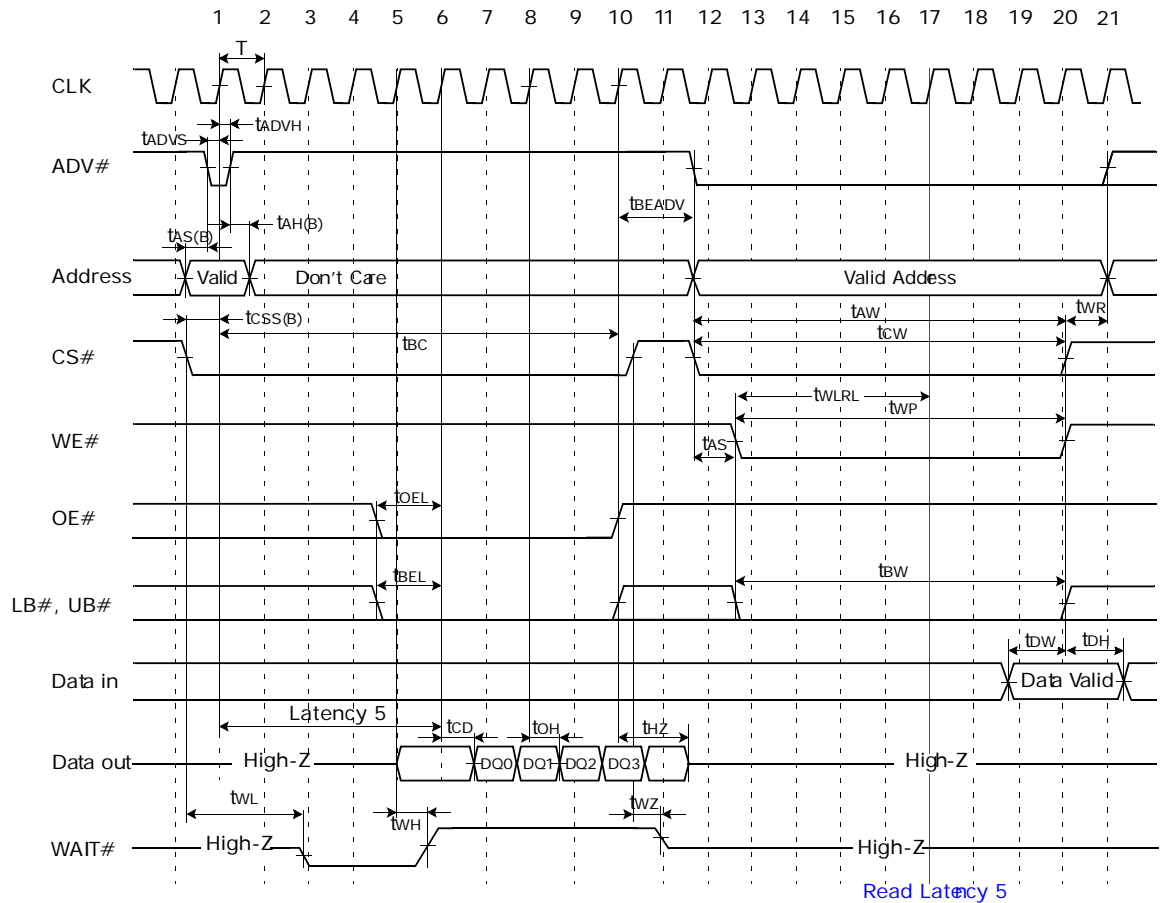 1 2 3 4 5 6 7 8 9 10 11 12 13 14 15 16 17 18 19 20 21
T
CLK
tADVH
tADVS
ADV#
tBEADV
tAH(B)
tAS(B)
Address Valid Don't Care Valid Address
tCSS(B) tAW tWR
tBC tCW
CS#
tWLRL
tWP
WE# tAS
tOEL
OE#
tBEL tBW
LB#, UB#
tDW tDH
Data in Data Valid
Latency 5 tCD tOH tHZ
Data out High-Z DQ0 DQ1 DQ2 DQ3 High-Z
tWL tWH tWZ
WAIT# High-Z High-Z
Read Latency 5